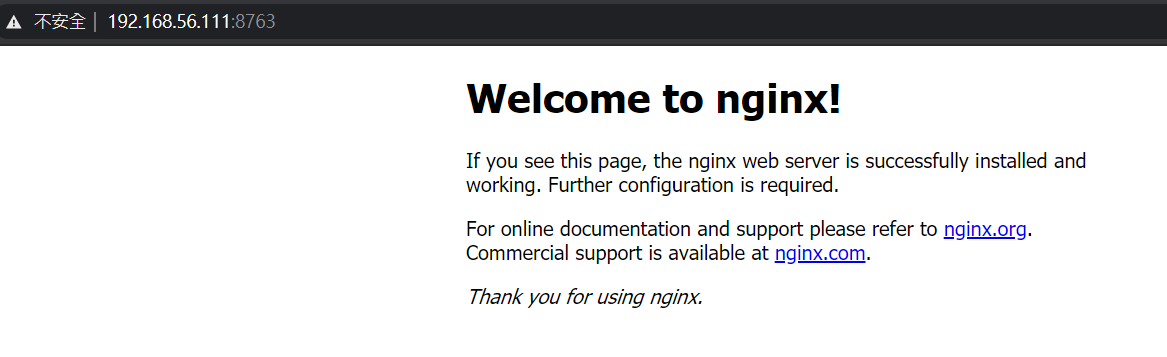 不安全 | 192.168.56.111:8763
Welcome to nginx!
If you see this page, the nginx web server is successfully installed and
working. Further configuration is required.
For online documentation and support please refer to nginx.org.
Commercial support is available at nginx.com.
Thank you for using nginx.